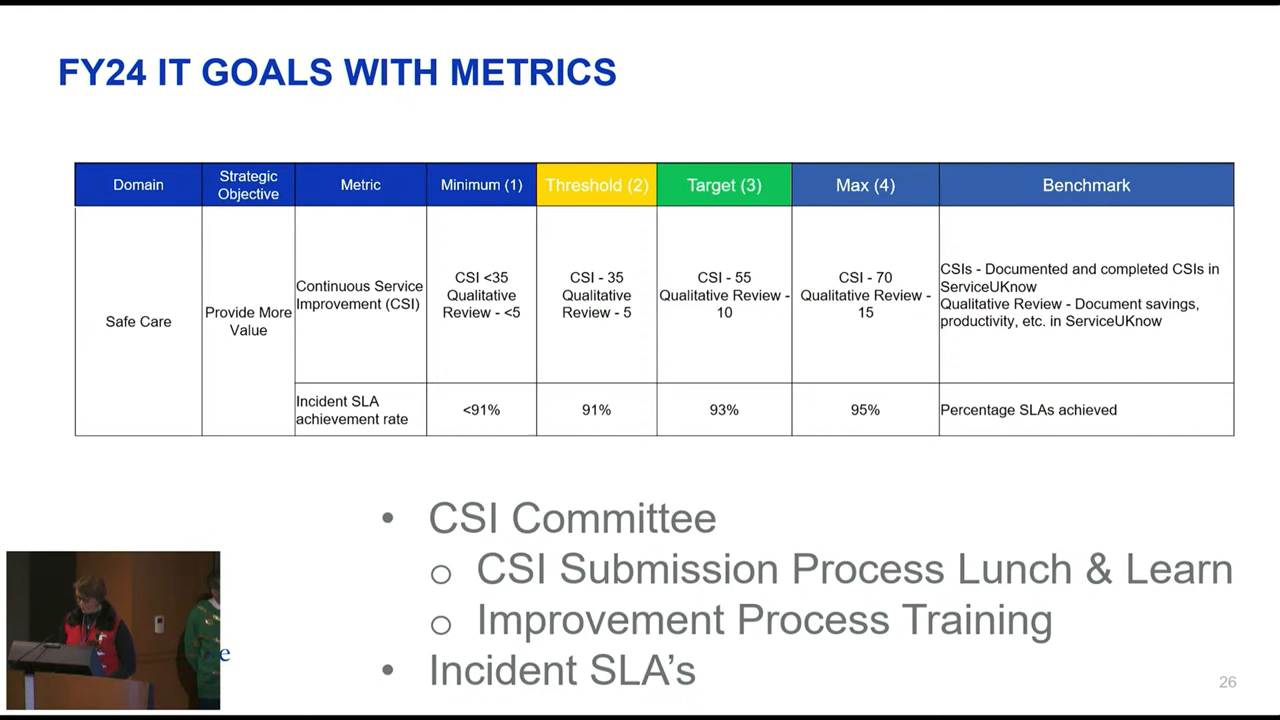 FY24 IT GOALS WITH METRICS
Domain
Strategic
Objective
Metric
Minimum (1)
Threshold (2)
Target (3)
Max (4)
Benchmark
Safe Care
Provide More
Value
Continuous Service
Improvement (CSI)
CSI <35
Qualitative
Review - <5
CSI - 35
Qualitative
Review - 5
CSI - 55
Qualitative Review -
10
CSI - 70
Qualitative Review -
15
CSIs - Documented and completed CSIs in
ServiceUKnow
Qualitative Review - Document savings,
productivity, etc. in ServiceUKnow
Incident SLA
achievement rate
<91%
91%
93%
95%
Percentage SLAs achieved
• CSI Committee
o CSI Submission Process Lunch & Learn
o Improvement Process Training
• Incident SLA’s
e
26